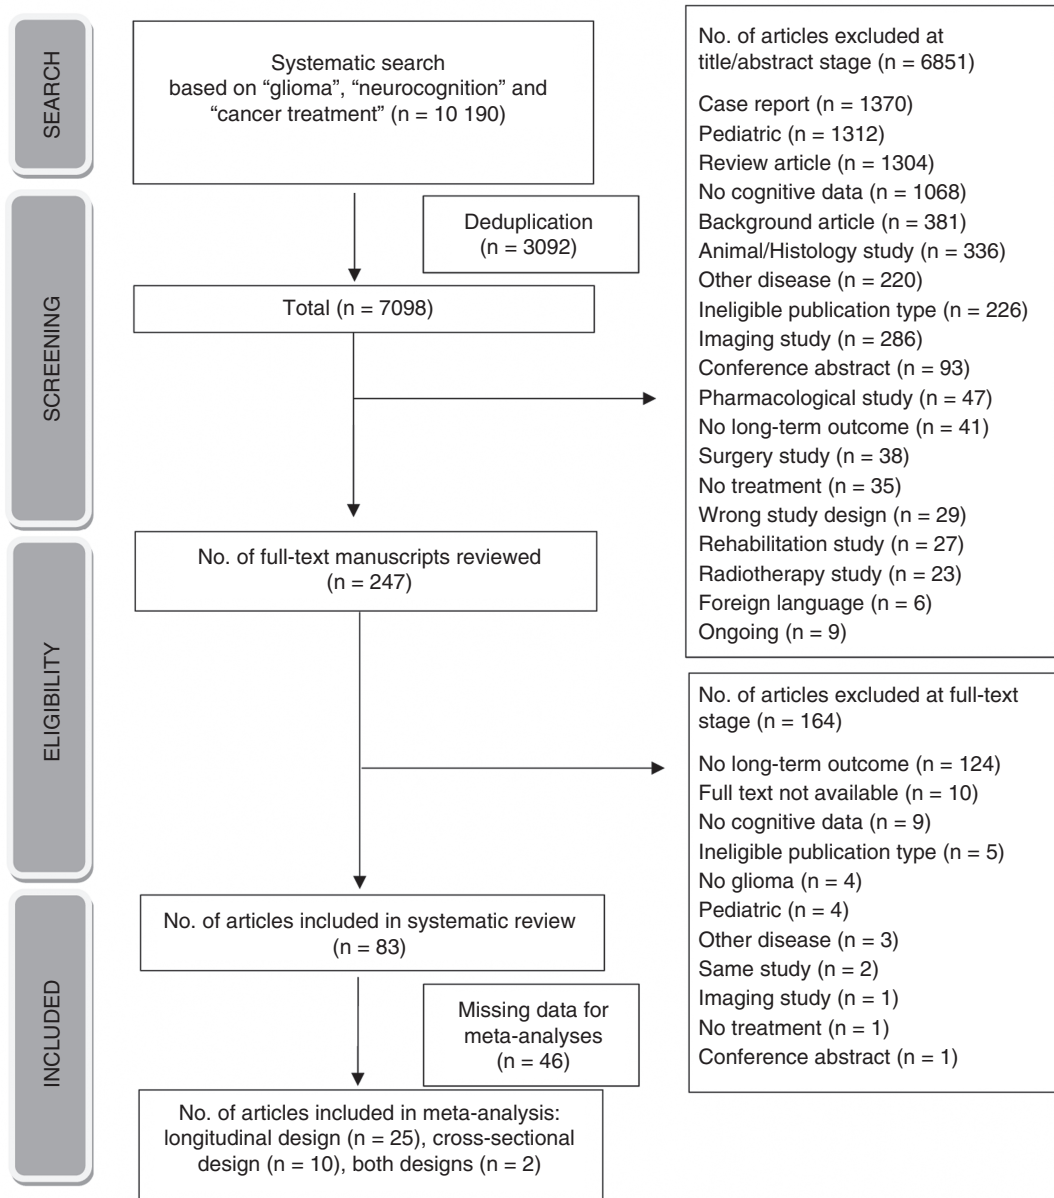 SEARCH
Systematic search
based on “glioma”, “neurocognition” and
“cancer treatment” (n = 10 190)
SCREENING
Deduplication
(n = 3092)
Total (n = 7098)
No. of articles excluded at
title/abstract stage (n = 6851)
Case report (n = 1370)
Pediatric (n = 1312)
Review article (n = 1304)
No cognitive data (n = 1068)
Background article (n = 381)
Animal/Histology study (n = 336)
Other disease (n = 220)
Ineligible publication type (n = 226)
Imaging study (n = 286)
Conference abstract (n = 93)
Pharmacological study (n = 47)
No long-term outcome (n = 41)
Surgery study (n = 38)
No treatment (n = 35)
Wrong study design (n = 29)
Rehabilitation study (n = 27)
Radiotherapy study (n = 23)
Foreign language (n = 6)
Ongoing (n = 9)
ELIGIBILITY
No. of full-text manuscripts reviewed
(n = 247)
No. of articles excluded at full-text
stage (n = 164)
No long-term outcome (n = 124)
Full text not available (n = 10)
No cognitive data (n = 9)
Ineligible publication type (n = 5)
No glioma (n = 4)
Pediatric (n = 4)
Other disease (n = 3)
Same study (n = 2)
Imaging study (n = 1)
No treatment (n = 1)
Conference abstract (n = 1)
INCLUDED
No. of articles included in systematic review
(n = 83)
Missing data for
meta-analyses
(n = 46)
No. of articles included in meta-analysis:
longitudinal design (n = 25), cross-sectional
design (n = 10), both designs (n = 2)